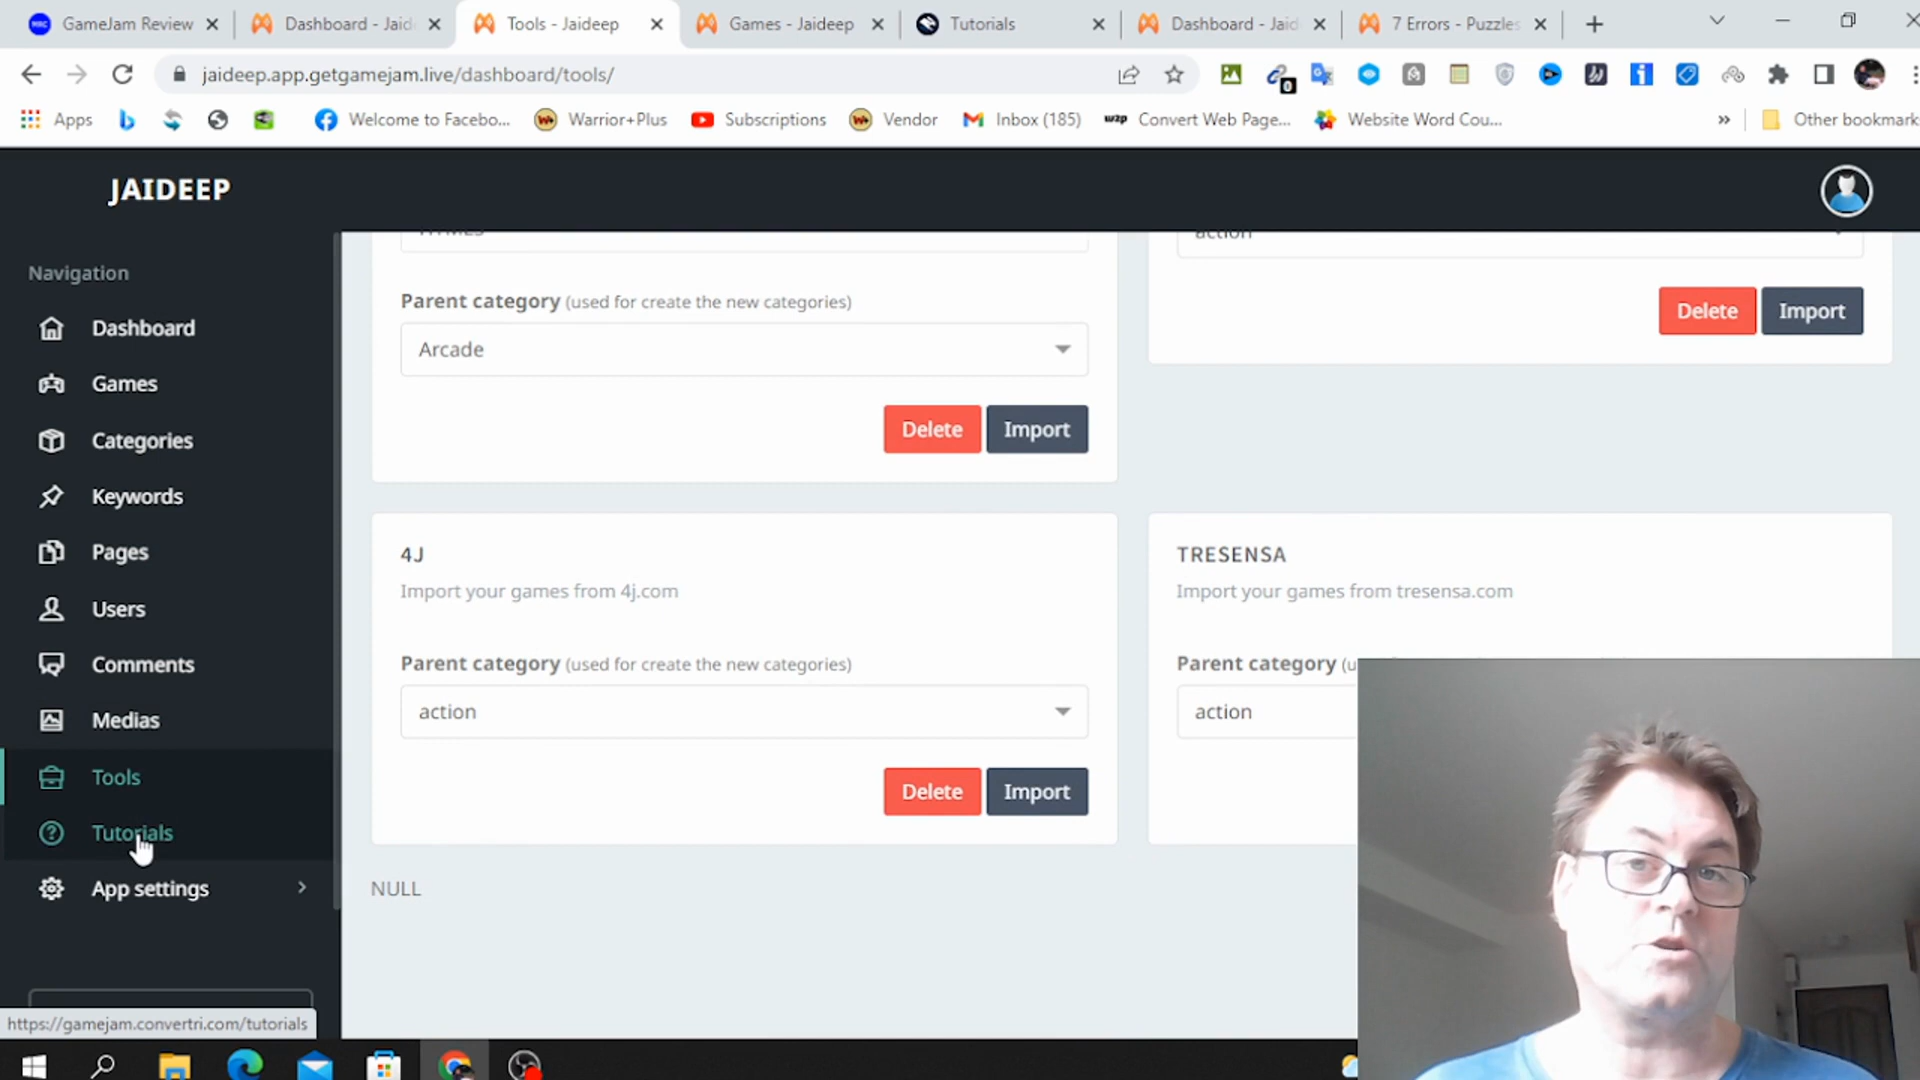 GameJam Review
Dashboard - Jaid
Tools - Jaideep
Games - Jaideep
Tutorials
Dashboard - Jaid
7 Errors - Puzzles
jaideep.app.getgamejam.live/dashboard/tools/
0
Apps
Welcome to Facebo...
Warrior+Plus
Subscriptions
Vendor
Inbox (185)
W2P Convert Web Page...
Website Word Cou...
Other bookmark
JAIDEEP
Navigation
Dashboard
Games
Categories
Keywords
Pages
Users
Comments
Medias
Tools
Tutorials
App settings
https://gamejam.convertri.com/tutorials
Parent category (used for create the new categories)
Arcade
Delete
Import
action
Delete
Import
4J
Import your games from 4j.com
Parent category (used for create the new categories)
action
Delete
Import
TRESENSA
Import your games from tresensa.com
Parent category (u
action
NULL